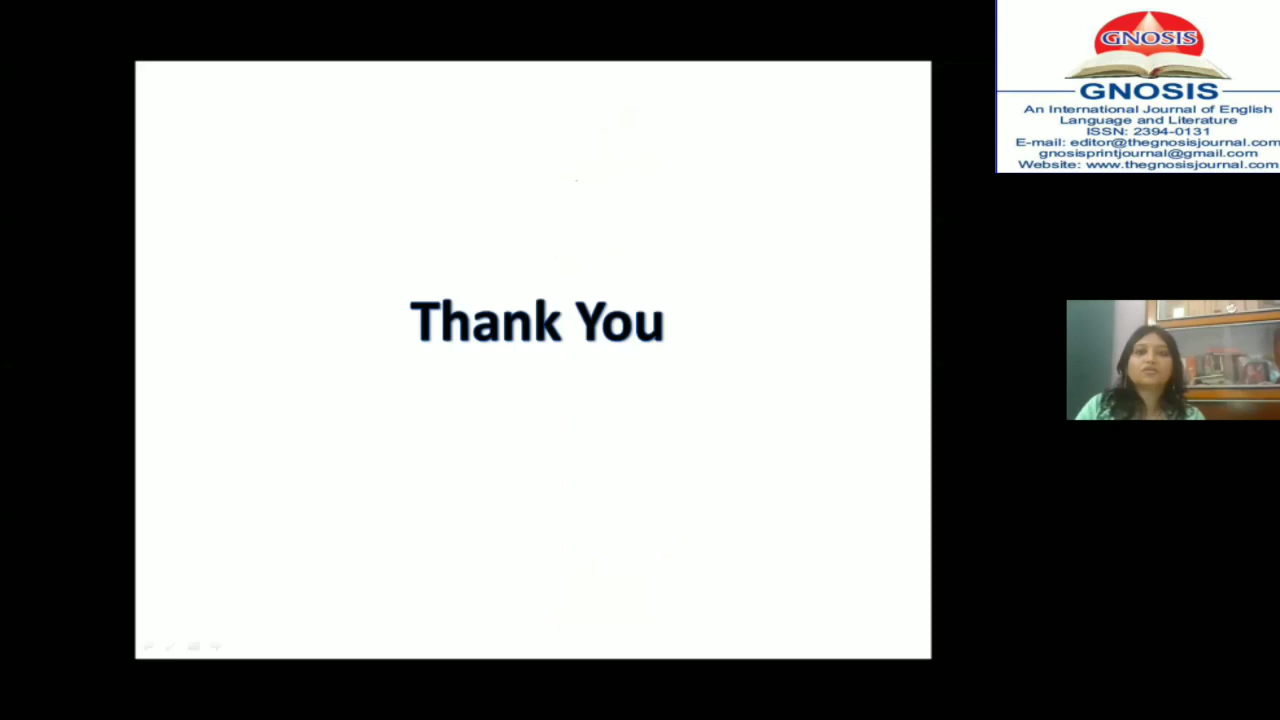 Thank You
GNOSIS
GNOSIS
An International Journal of English
Language and Literature
ISSN: 2394-0131
E-mail: editor@thegnosisjournal.com
gnosisprintjournal@gmail.com
Website: www.thegnosisjournal.com